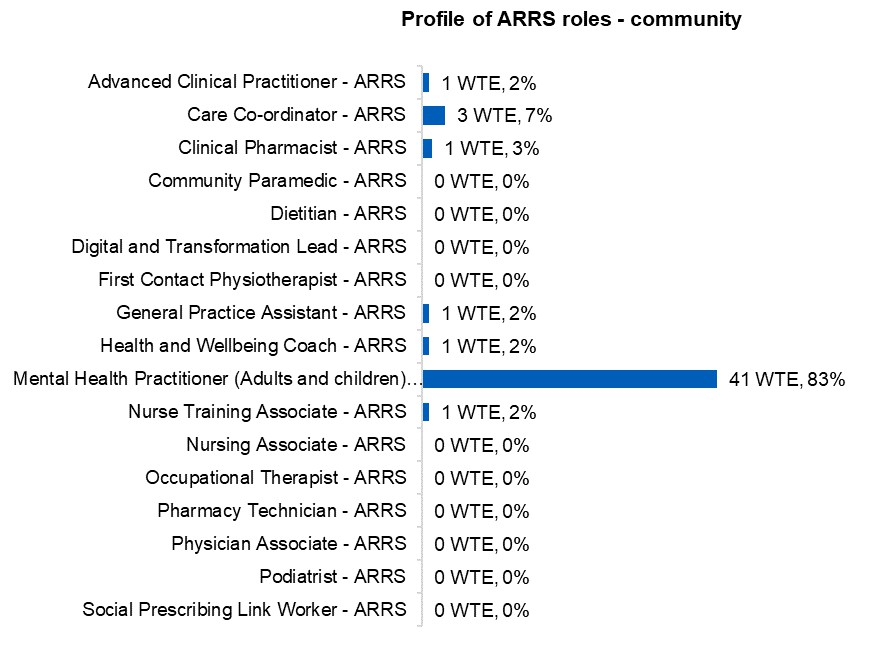 Profile of ARRS roles - community
Advanced Clinical Practitioner - ARRS 1 WTE, 2%
Care Co-ordinator - ARRS 3 WTE, 7%
Clinical Pharmacist - ARRS 1 WTE, 3%
Community Paramedic - ARRS 0 WTE, 0%
Dietitian - ARRS 0 WTE, 0%
Digital and Transformation Lead - ARRS 0 WTE, 0%
First Contact Physiotherapist - ARRS 0 WTE, 0%
General Practice Assistant - ARRS 1 WTE, 2%
Health and Wellbeing Coach - ARRS 1 WTE, 2%
Mental Health Practitioner (Adults and children)… 41 WTE, 83%
Nurse Training Associate - ARRS 1 WTE, 2%
Nursing Associate - ARRS 0 WTE, 0%
Occupational Therapist - ARRS 0 WTE, 0%
Pharmacy Technician - ARRS 0 WTE, 0%
Physician Associate - ARRS 0 WTE, 0%
Podiatrist - ARRS 0 WTE, 0%
Social Prescribing Link Worker - ARRS 0 WTE, 0%